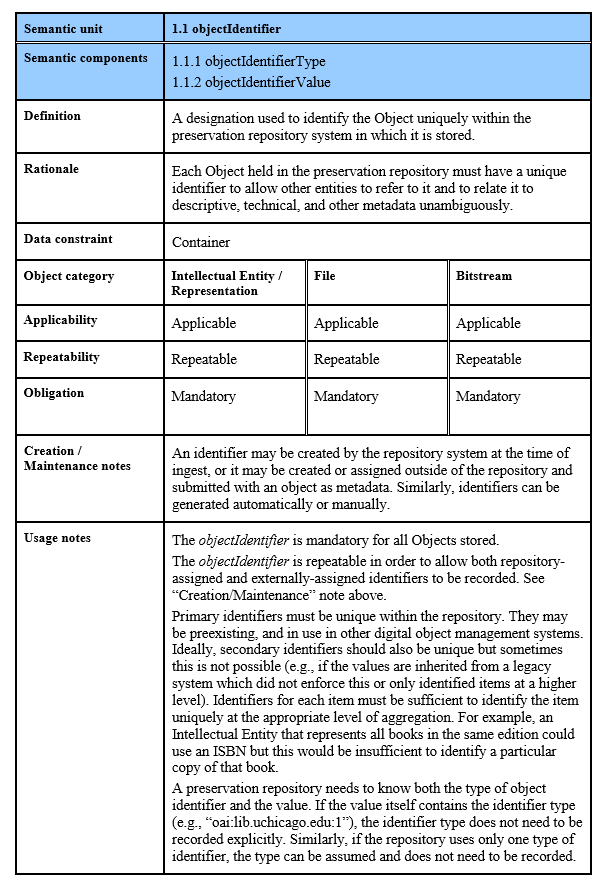 Semantic unit 1.1 objectIdentifier
Semantic components 1.1.1 objectIdentifierType
1.1.2 objectIdentifierValue
Definition A designation used to identify the Object uniquely within the
preservation repository system in which it is stored.
Rationale Each Object held in the preservation repository must have a unique
identifier to allow other entities to refer to it and to relate it to
descriptive, technical, and other metadata unambiguously.
Data constraint Container
Object category Intellectual Entity / File Bitstream
Representation
Applicability Applicable Applicable Applicable
Repeatability Repeatable Repeatable Repeatable
Obligation Mandatory Mandatory Mandatory
Creation / An identifier may be created by the repository system at the time of
Maintenance notes ingest, or it may be created or assigned outside of the repository and
submitted with an object as metadata. Similarly, identifiers can be
generated automatically or manually.
Usage notes The objectIdentifier is mandatory for all Objects stored.
The objectIdentifier is repeatable in order to allow both repository-
assigned and externally-assigned identifiers to be recorded. See
“Creation/Maintenance” note above.
Primary identifiers must be unique within the repository. They may
be preexisting, and in use in other digital object management systems.
Ideally, secondary identifiers should also be unique but sometimes
this is not possible (e.g., if the values are inherited from a legacy
system which did not enforce this or only identified items at a higher
level). Identifiers for each item must be sufficient to identify the item
uniquely at the appropriate level of aggregation. For example, an
Intellectual Entity that represents all books in the same edition could
use an ISBN but this would be insufficient to identify a particular
copy of that book.
A preservation repository needs to know both the type of object
identifier and the value. If the value itself contains the identifier type
(e.g., “oai:lib.uchicago.edu:1”), the identifier type does not need to be
recorded explicitly. Similarly, if the repository uses only one type of
identifier, the type can be assumed and does not need to be recorded.